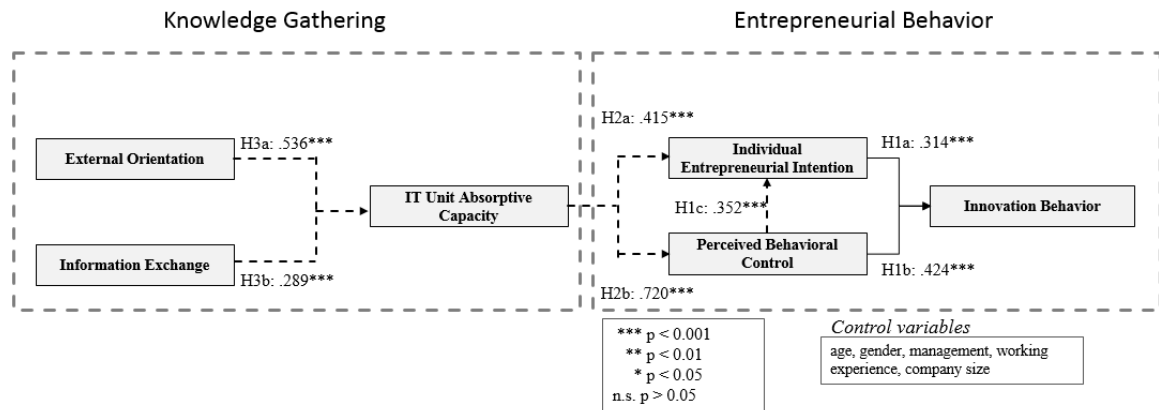 Knowledge Gathering
Entrepreneurial Behavior
H3a: .536***
External Orientation
IT Unit Absorptive
Capacity
Information Exchange
H3b: .289***
H2a: .415***
Individual
Entrepreneurial Intention
H1a: .314***
H1c: .352***
Innovation Behavior
Perceived Behavioral
Control
H1b: .424***
H2b: .720***
*** p < 0.001
** p < 0.01
* p < 0.05
n.s. p > 0.05
Control variables
age, gender, management, working
experience, company size